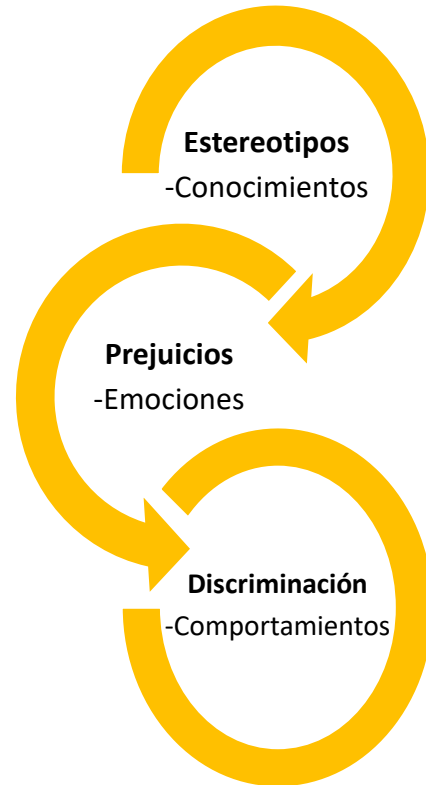 Estereotipos
-Conocimientos
Prejuicios
-Emociones
Discriminación
-Comportamientos